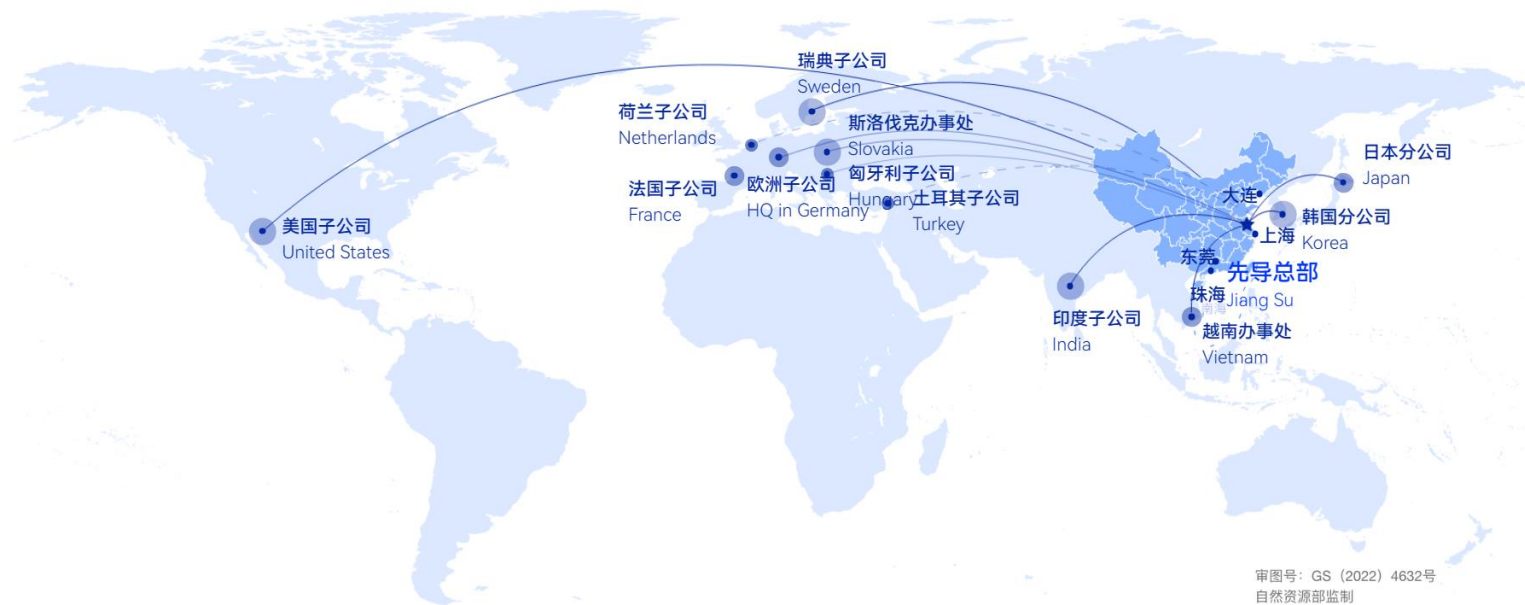 瑞典子公司
Sweden
荷兰子公司
Netherlands
斯洛伐克办事处
Slovakia
法国子公司
France
欧洲子公司
HQ in Germany
匈牙利子公司
Hungary
土耳其子公司
Turkey
美国子公司
United States
日本分公司
Japan
大连
韩国分公司
Korea
上海
东莞
先导总部
Jiang Su
珠海
南海
印度子公司
India
越南办事处
Vietnam
审图号：GS（2022）4632号
自然资源部监制